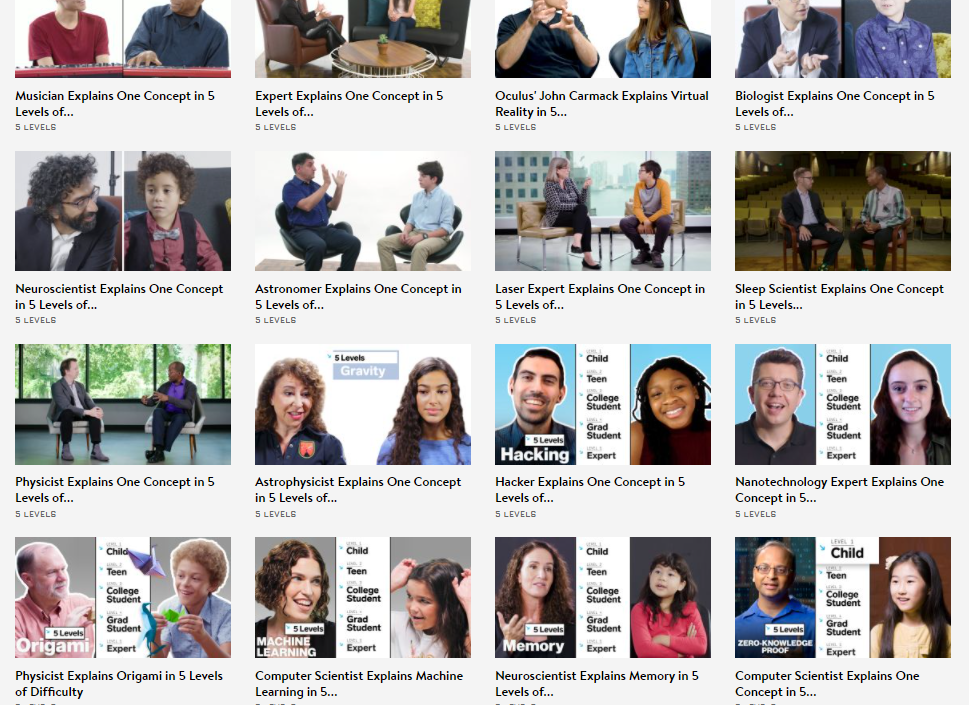 Musician Explains One Concept in 5
Levels of...
5 LEVELS
Expert Explains One Concept in 5
Levels of...
5 LEVELS
Oculus' John Carmack Explains Virtual
Reality in 5...
5 LEVELS
Biologist Explains One Concept in 5
Levels of...
5 LEVELS
Neuroscientist Explains One Concept
in 5 Levels of...
5 LEVELS
Astronomer Explains One Concept in
5 Levels of...
5 LEVELS
Laser Expert Explains One Concept in
5 Levels of...
5 LEVELS
Sleep Scientist Explains One Concept
in 5 Levels...
5 LEVELS
Physicist Explains One Concept in 5
Levels of...
5 LEVELS
5 Levels
Gravity
Astrophysicist Explains One Concept
in 5 Levels of...
5 LEVELS
LEVEL 1
Child
Teen
College
Student
Grad
Student
Expert
5 Levels
Hacking
Hacker Explains One Concept in 5
Levels of...
5 LEVELS
LEVEL 1
Child
Teen
College
Student
Grad
Student
Expert
Nanotechnology Expert Explains One
Concept in 5...
5 LEVELS
LEVEL 1
Child
Teen
College
Student
Grad
Student
Expert
5 Levels
Origami
Physicist Explains Origami in 5 Levels
of Difficulty
LEVEL 1
Child
Teen
College
Student
Grad
Student
Expert
5 Levels
MACHINE
LEARNING
Computer Scientist Explains Machine
Learning in 5...
LEVEL 1
Child
Teen
College
Student
Grad
Student
Expert
5 Levels
Memory
Neuroscientist Explains Memory in 5
Levels of...
LEVEL 1
Child
Teen
College
Student
Grad
Student
Expert
5 Levels
ZERO-KNOWLEDGE
PROOF
Computer Scientist Explains One
Concept in 5...